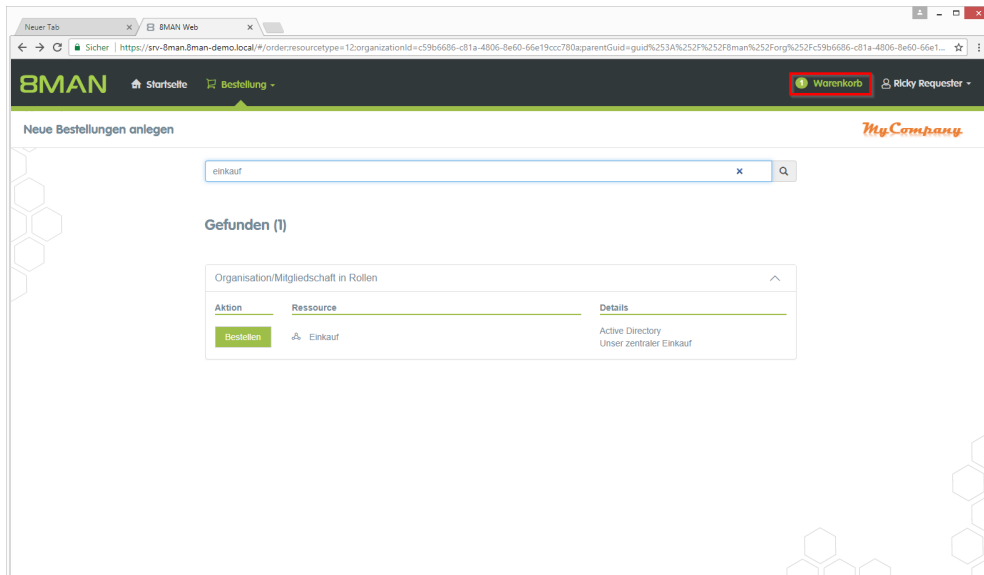 Neuer Tab
8MAN Web
Sicher | https://srv-8man.8man-demo.local/#/order:resourcetype=12;organizationId=c59b6686-c81a-4806-8e60-66e19ccc780a;parentGuid=guid%253A%252F%252F8man%252Forg%252Fc59b6686-c81a-4806-8e60-66e1...
8MAN Startseite Bestellung 1 Warenkorb Ricky Requester
Neue Bestellungen anlegen MyCompany
einkauf
Gefunden (1)
Organisation/Mitgliedschaft in Rollen
Aktion Ressource Details
Bestellen Einkauf Active Directory
Unser zentraler Einkauf